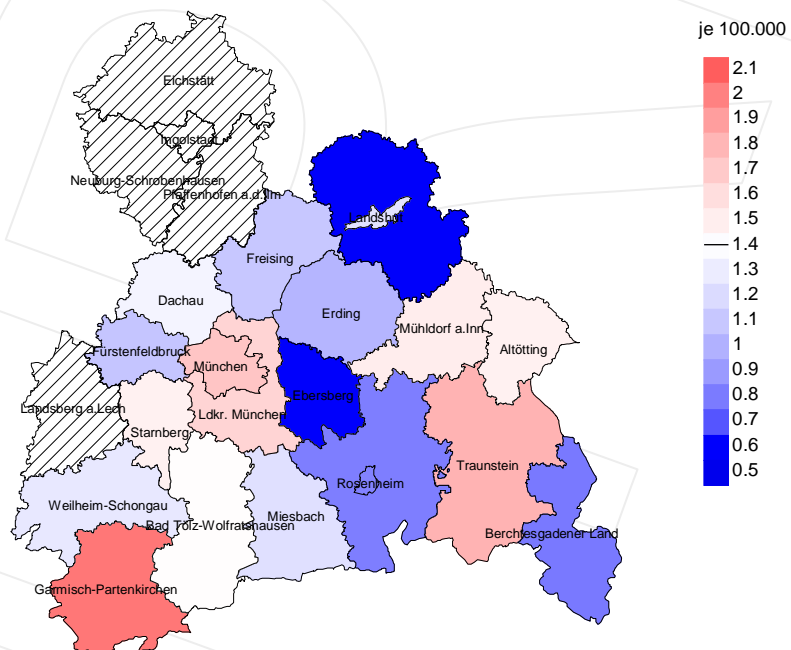 je 100.000
2.1
2
1.9
1.8
1.7
1.6
1.5
1.4
1.3
1.2
1.1
1
0.9
0.8
0.7
0.6
0.5
Eichstätt
Ingolstadt
Neuburg-Schrobenhausen
Pfaffenhofen a.d.Ilm
Landshut
Freising
Dachau
Erding
Mühldorf a.Inn
Altötting
Fürstenfeldbruck
München
Ebersberg
Landsberg a.Lech
Ldkr. München
Starnberg
Traunstein
Rosenheim
Weilheim-Schongau
Miesbach
Bad Tölz-Wolfratshausen
Berchtesgadener Land
Garmisch-Partenkirchen